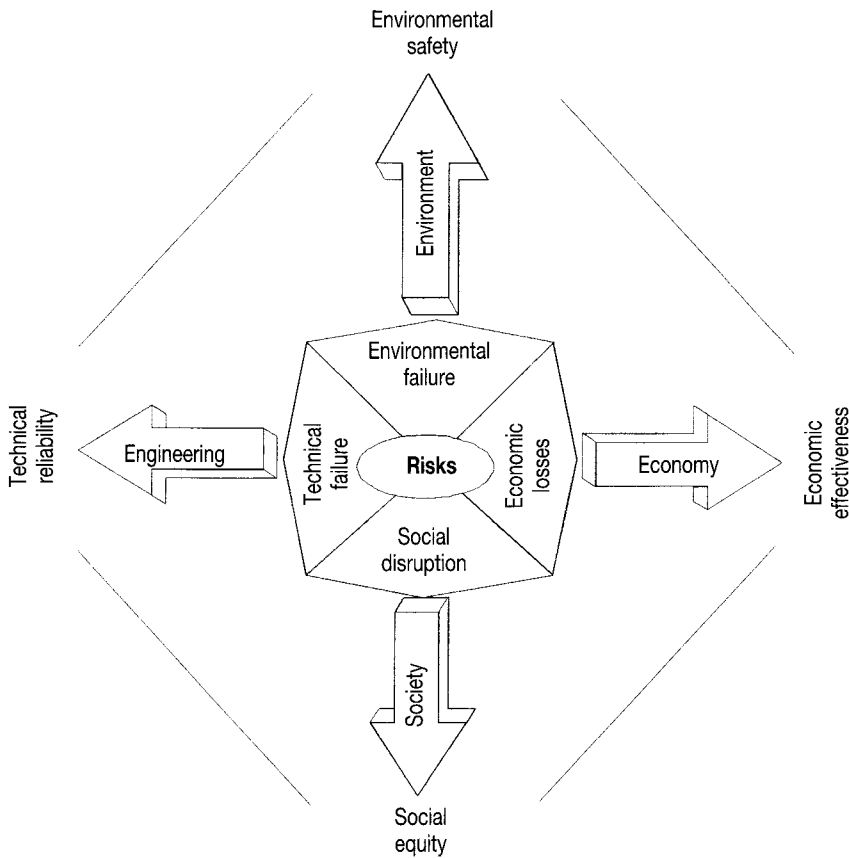 Environmental
safety
Environment
Environmental
failure
Technical
reliability
Engineering
Technical
failure
Risks
Economic
losses
Economy
Economic
effectiveness
Social
disruption
Society
Social
equity